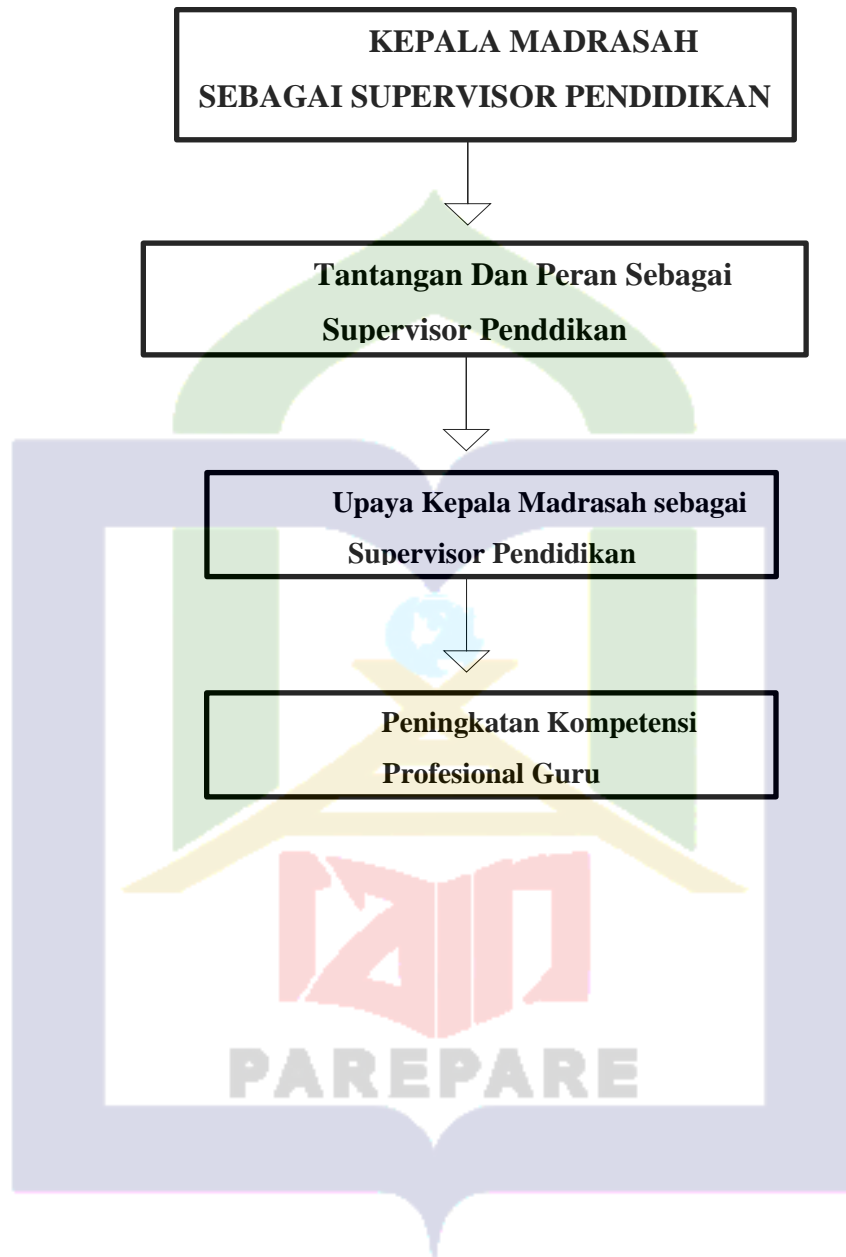 KEPALA MADRASAH
SEBAGAI SUPERVISOR PENDIDIKAN
Tantangan Dan Peran Sebagai
Supervisor Penddikan
Upaya Kepala Madrasah sebagai
Supervisor Pendidikan
Peningkatan Kompetensi
Profesional Guru
iain
PAREPARE